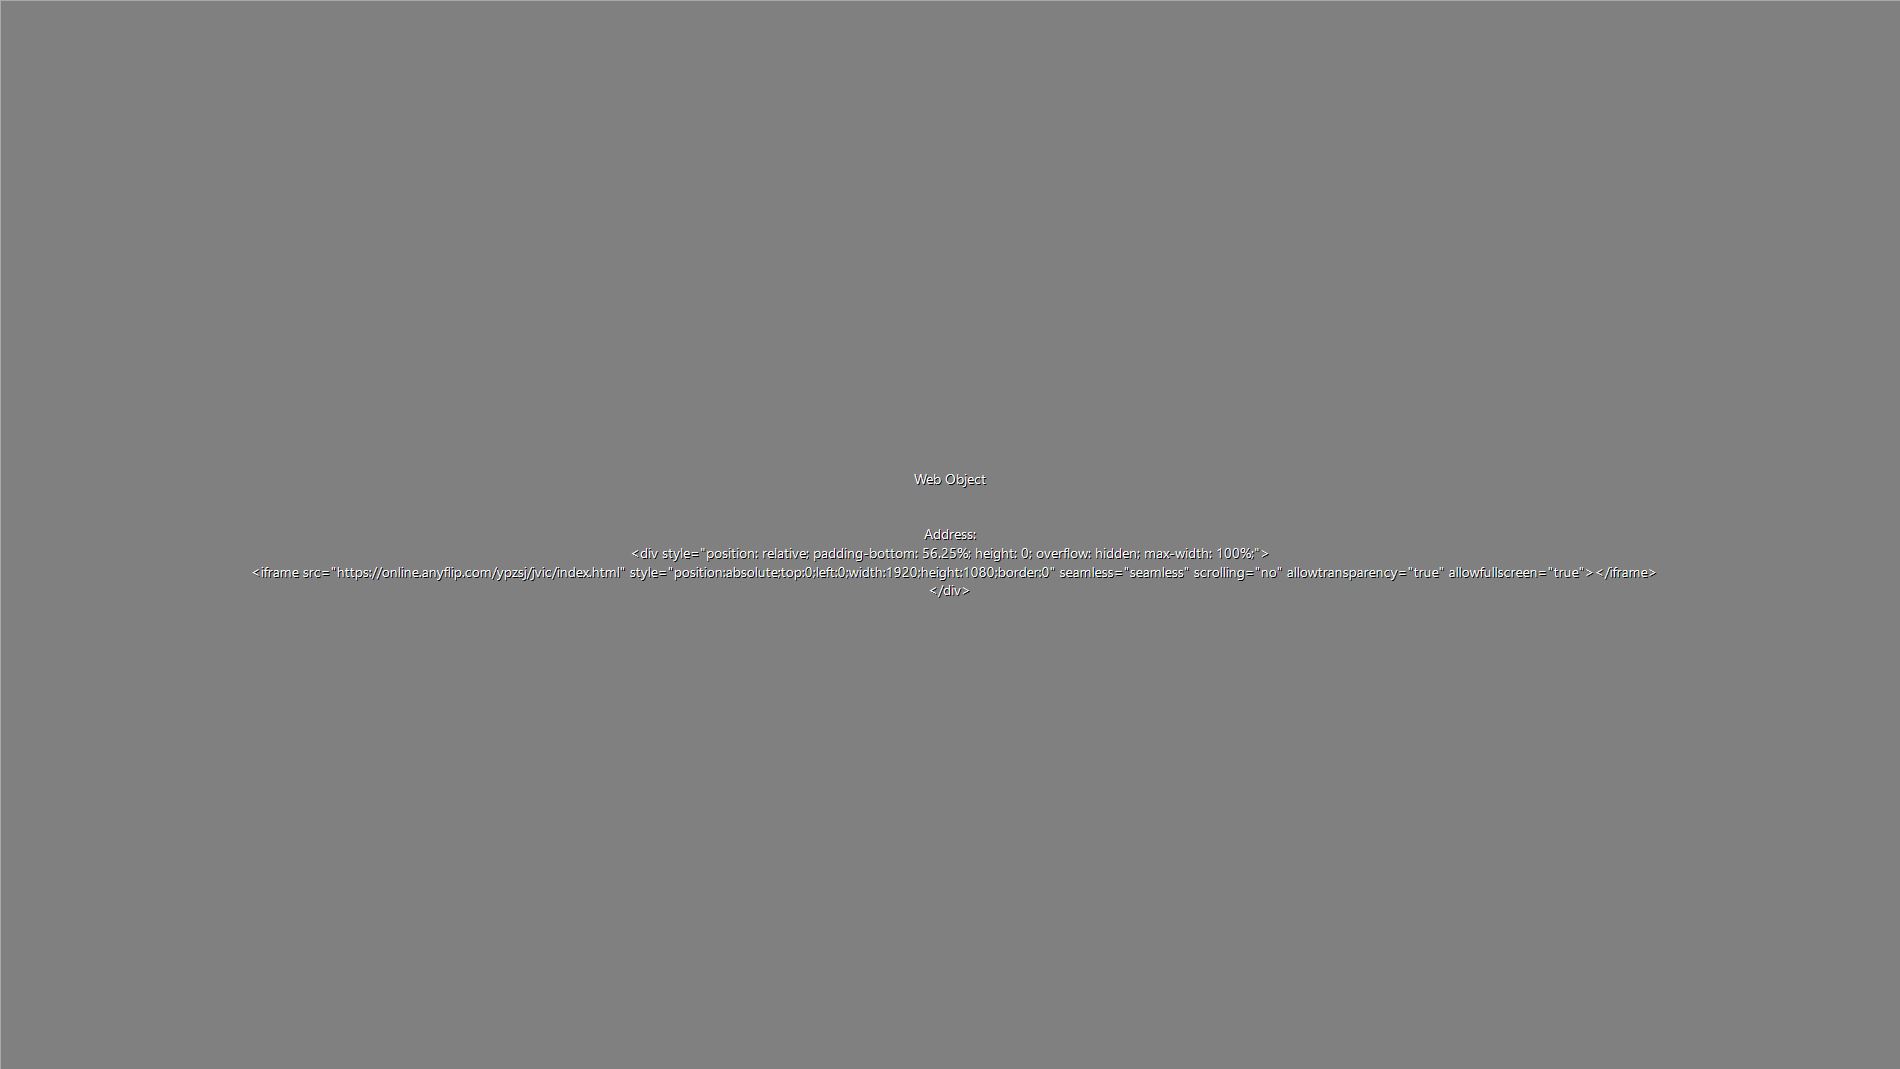 Web Object
Address:
<div style="position: relative; padding-bottom: 56.25%; height: 0; overflow: hidden; max-width: 100%;">
<iframe src="https://online.anyflip.com/ypzsj/jvic/index.html" style="position:absolute;top:0;left:0;width:1920;height:1080;border:0" seamless="seamless" scrolling="no" allowtransparency="true" allowfullscreen="true"></iframe>
</div>